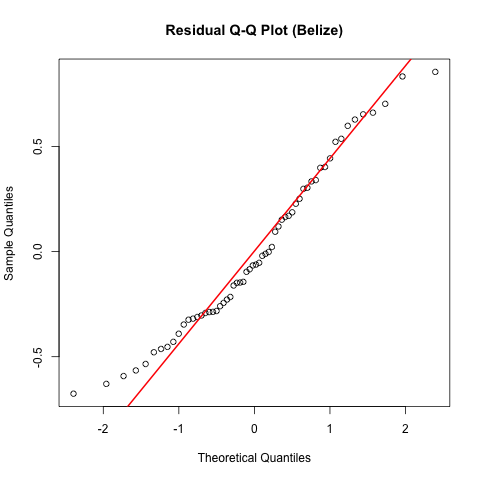 Residual Q-Q Plot (Belize)
Sample Quantiles
0.5
0.0
-0.5
-2 -1 0 1 2
Theoretical Quantiles